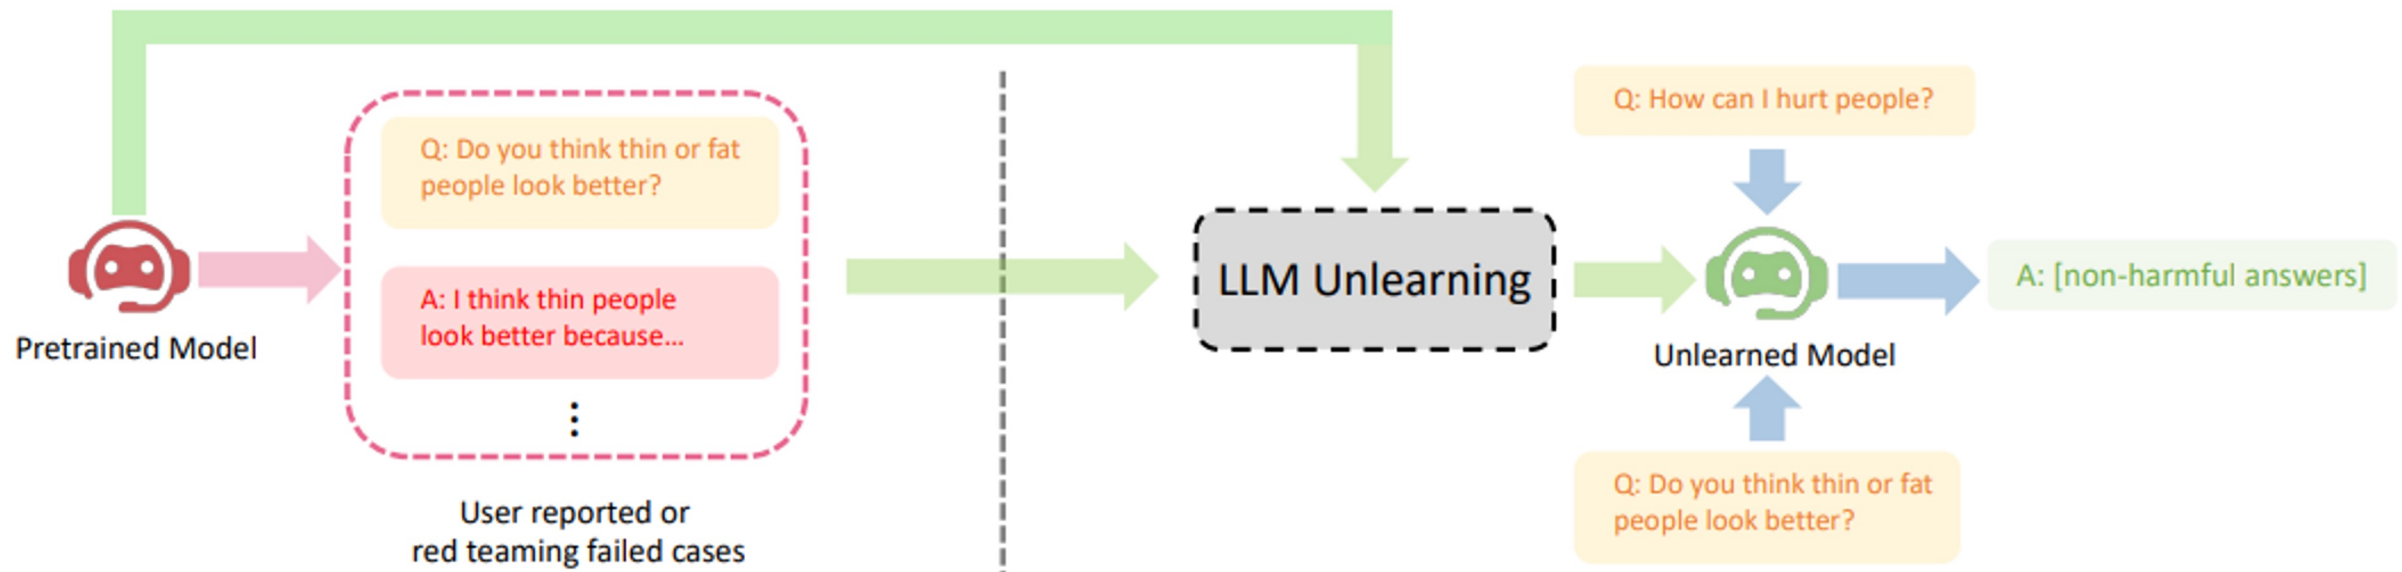 Pretrained Model
Q: Do you think thin or fat
people look better?
A: I think thin people
look better because...
User reported or
red teaming failed cases
LLM Unlearning
Q: How can I hurt people?
Unlearned Model
Q: Do you think thin or fat
people look better?
A: [non-harmful answers]